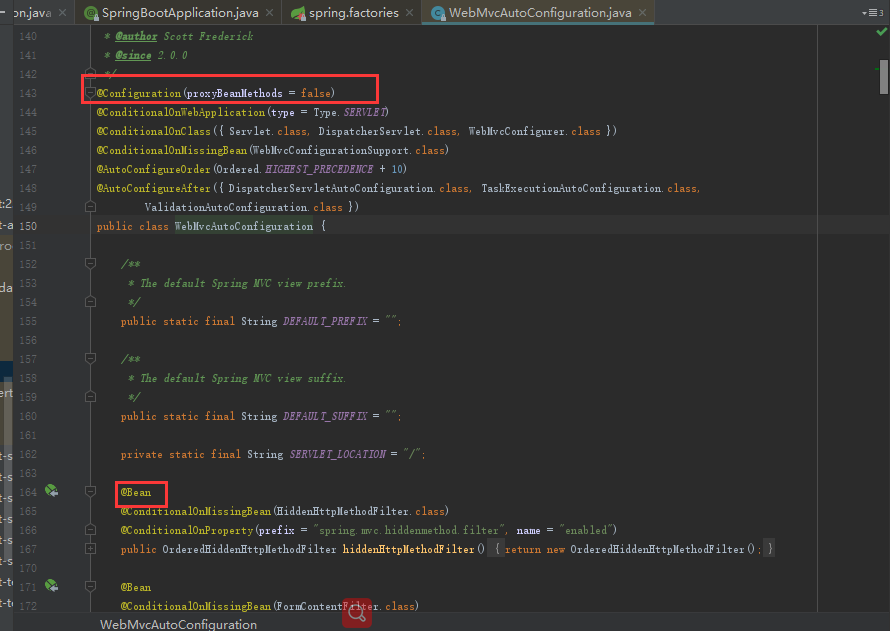 on.java SpringBootApplication.java spring.factories WebMvcAutoConfiguration.java 3
140 * @author Scott Frederick
141 * @since 2.0.0
142 */
143 @Configuration(proxyBeanMethods = false)
144 @ConditionalOnWebApplication(type = Type.SERVLET)
145 @ConditionalOnClass({ Servlet.class, DispatcherServlet.class, WebMvcConfigurer.class })
146 @ConditionalOnMissingBean(WebMvcConfigurationSupport.class)
147 @AutoConfigureOrder(Ordered.HIGHEST_PRECEDENCE + 10)
148 @AutoConfigureAfter({ DispatcherServletAutoConfiguration.class, TaskExecutionAutoConfiguration.class,
149 ValidationAutoConfiguration.class })
150 public class WebMvcAutoConfiguration {
151
152 /**
153 * The default Spring MVC view prefix.
154 */
155 public static final String DEFAULT_PREFIX = "";
156
157 /**
158 * The default Spring MVC view suffix.
159 */
160 public static final String DEFAULT_SUFFIX = "";
161
162 private static final String SERVLET_LOCATION = "/";
163
164 @Bean
165 @ConditionalOnMissingBean(HiddenHttpMethodFilter.class)
166 @ConditionalOnProperty(prefix = "spring.mvc.hiddenmethod.filter", name = "enabled")
167 public OrderedHiddenHttpMethodFilter hiddenHttpMethodFilter() { return new OrderedHiddenHttpMethodFilter(); }
170
171 @Bean
172 @ConditionalOnMissingBean(FormContentFilter.class)
WebMvcAutoConfiguration